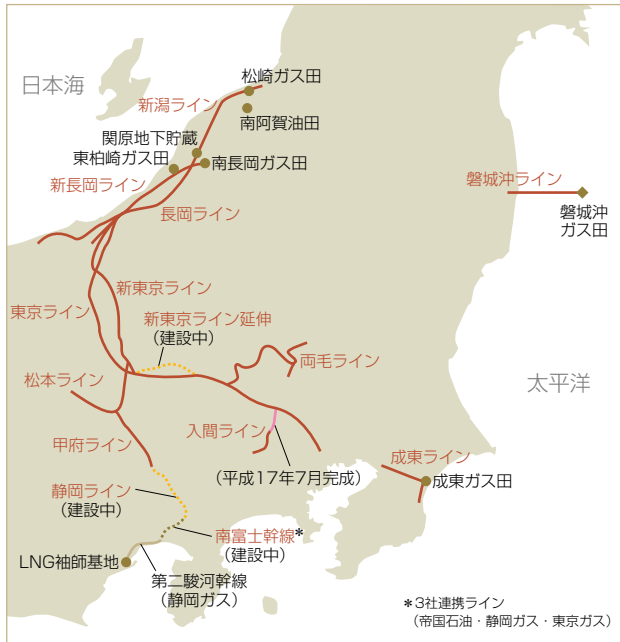 日本海
松崎ガス田
新潟ライン
南阿賀油田
関原地下貯蔵
東柏崎ガス田
南長岡ガス田
新長岡ライン
磐城沖ライン
長岡ライン
磐城沖
ガス田
新東京ライン
東京ライン
新東京ライン延伸
(建設中)
両毛ライン
松本ライン
太平洋
甲府ライン
入間ライン
(平成17年7月完成)
成東ライン
成東ガス田
静岡ライン
(建設中)
南富士幹線*
(建設中)
LNG袖師基地
第二駿河幹線
(静岡ガス)
*3社連携ライン
(帝国石油・静岡ガス・東京ガス)